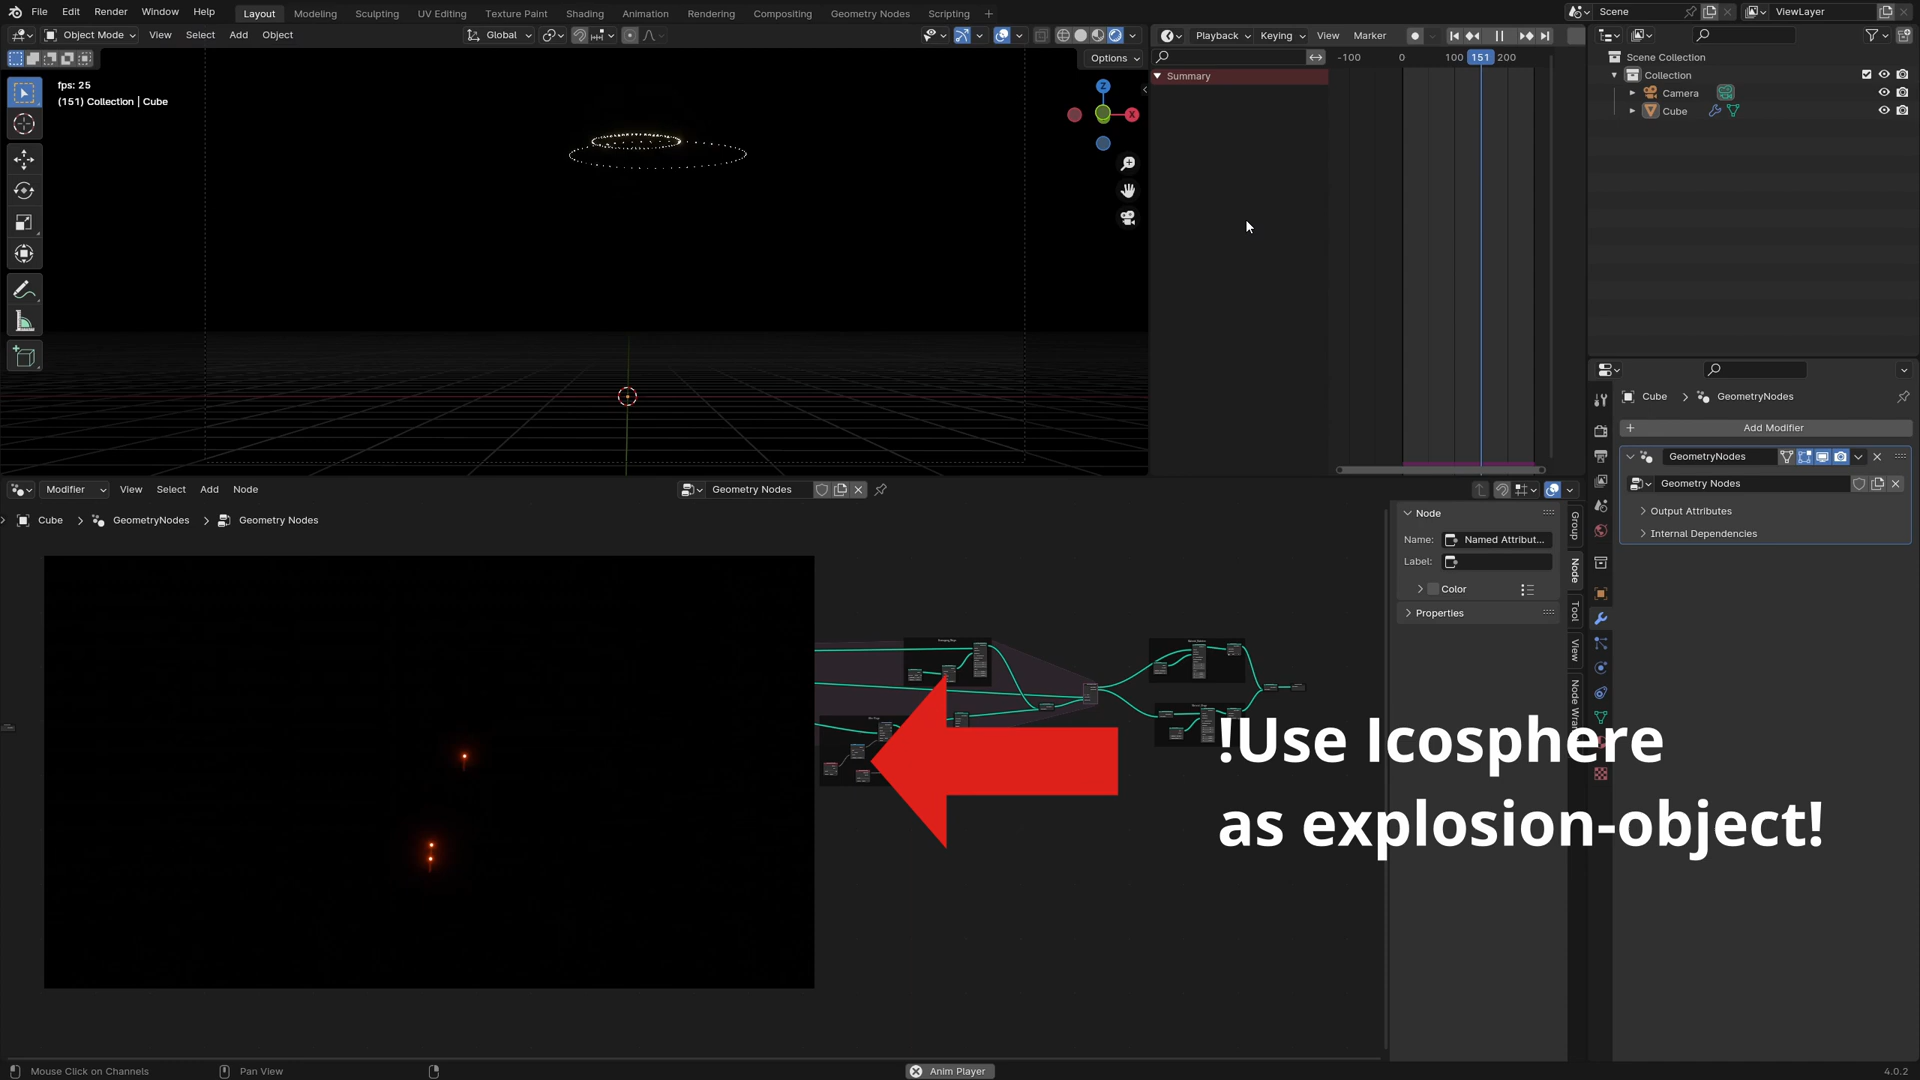 File Edit Render Window Help Layout Modeling Sculpting UV Editing Texture Paint Shading Animation Rendering Compositing Geometry Nodes Scripting + Scene ViewLayer
Object Mode View Select Add Object Global Playback Keying View Marker
Options -100 0 100 151 200 Scene Collection
Summary Collection
fps: 25 Camera
(151) Collection | Cube Cube
Z
X
Cube > GeometryNodes
+ Add Modifier
GeometryNodes
Modifier View Select Add Node Geometry Nodes Geometry Nodes
Output Attributes
Cube > GeometryNodes > Geometry Nodes Internal Dependencies
Node
Name: Named Attribut...
Label:
Color
Properties
Group
Node
Tool
View
Node Wra
!Use Icosphere
as explosion-object!
Mouse Click on Channels Pan View Anim Player 4.0.2